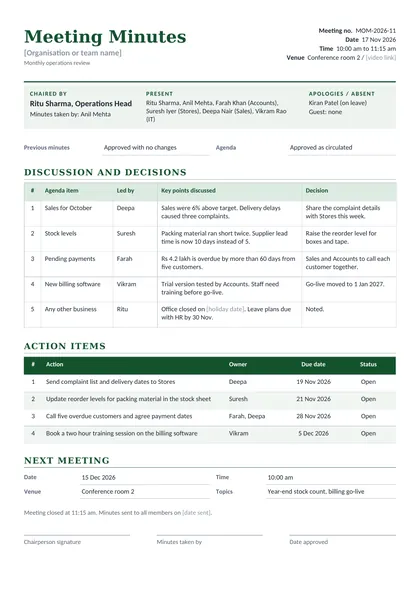 Meeting Minutes
[Organisation or team name]
Monthly operations review
Meeting no. MOM-2026-11
Date 17 Nov 2026
Time 10:00 am to 11:15 am
Venue Conference room 2 / [video link]
CHAIRED BY
Ritu Sharma, Operations Head
Minutes taken by: Anil Mehta
PRESENT
Ritu Sharma, Anil Mehta, Farah Khan (Accounts),
Suresh Iyer (Stores), Deepa Nair (Sales), Vikram Rao
(IT)
APOLOGIES / ABSENT
Kiran Patel (on leave)
Guest: none
Previous minutes Approved with no changes Agenda Approved as circulated
DISCUSSION AND DECISIONS
# Agenda item Led by Key points discussed Decision
1 Sales for October Deepa Sales were 6% above target. Delivery delays caused three complaints. Share the complaint details with Stores this week.
2 Stock levels Suresh Packing material ran short twice. Supplier lead time is now 10 days instead of 5. Raise the reorder level for boxes and tape.
3 Pending payments Farah Rs 4.2 lakh is overdue by more than 60 days from five customers. Sales and Accounts to call each customer together.
4 New billing software Vikram Trial version tested by Accounts. Staff need training before go-live. Go-live moved to 1 Jan 2027.
5 Any other business Ritu Office closed on [holiday date]. Leave plans due with HR by 30 Nov. Noted.
ACTION ITEMS
# Action Owner Due date Status
1 Send complaint list and delivery dates to Stores Deepa 19 Nov 2026 Open
2 Update reorder levels for packing material in the stock sheet Suresh 21 Nov 2026 Open
3 Call five overdue customers and agree payment dates Farah, Deepa 28 Nov 2026 Open
4 Book a two hour training session on the billing software Vikram 5 Dec 2026 Open
NEXT MEETING
Date 15 Dec 2026 Time 10:00 am
Venue Conference room 2 Topics Year-end stock count, billing go-live
Meeting closed at 11:15 am. Minutes sent to all members on [date sent].
Chairperson signature Minutes taken by Date approved